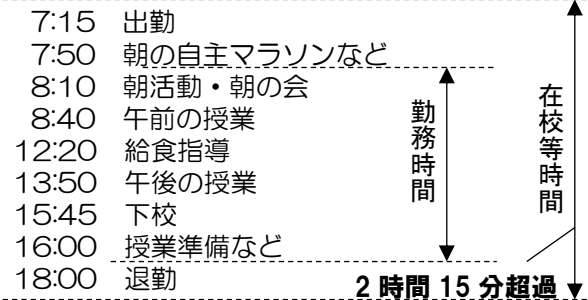 7:15 出勤
7:50 朝の自主マラソンなど
8:10 朝活動・朝の会
8:40 午前の授業
12:20 給食指導
13:50 午後の授業
15:45 下校
16:00 授業準備など
18:00 退勤
勤務時間
在校等時間
2 時間 15 分超過